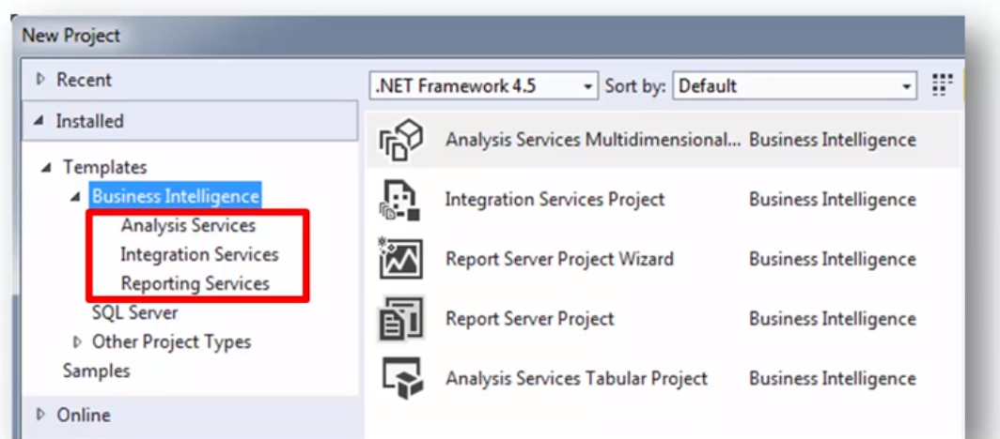 New Project
Recent
Installed
Templates
Business Intelligence
Analysis Services
Integration Services
Reporting Services
SQL Server
Other Project Types
Samples
Online
.NET Framework 4.5 Sort by: Default
Analysis Services Multidimensional... Business Intelligence
Integration Services Project Business Intelligence
Report Server Project Wizard Business Intelligence
Report Server Project Business Intelligence
Analysis Services Tabular Project Business Intelligence